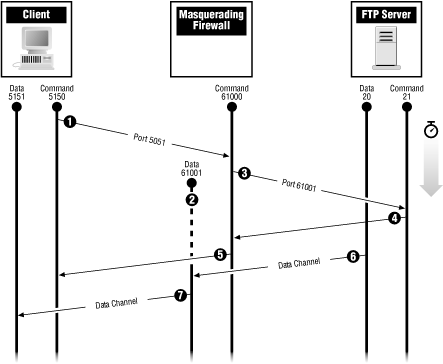 Client
Masquerading
Firewall
FTP Server
Data
5151
Command
5150
Command
61000
Data
20
Command
21
1
Port 5051
Data
61001
2
3
Port 61001
4
5
6
Data Channel
7
Data Channel